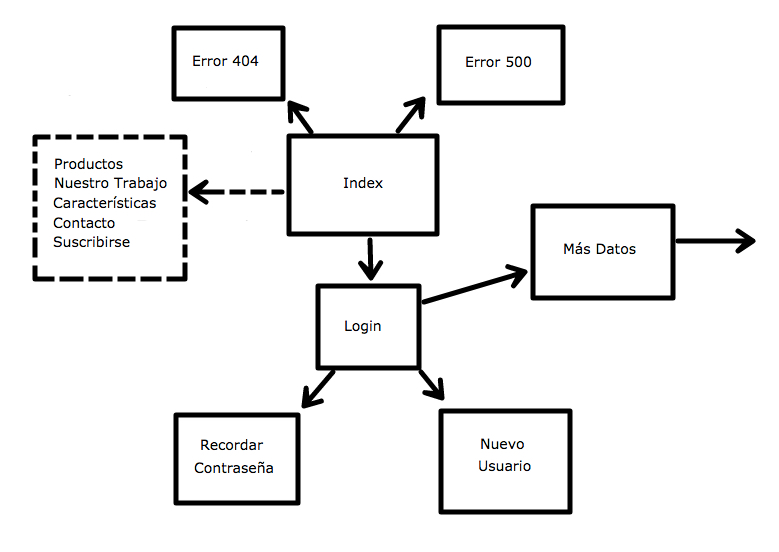 Error 404
Error 500
Productos
Nuestro Trabajo
Características
Contacto
Suscribirse
Index
Más Datos
Login
Recordar
Contraseña
Nuevo
Usuario